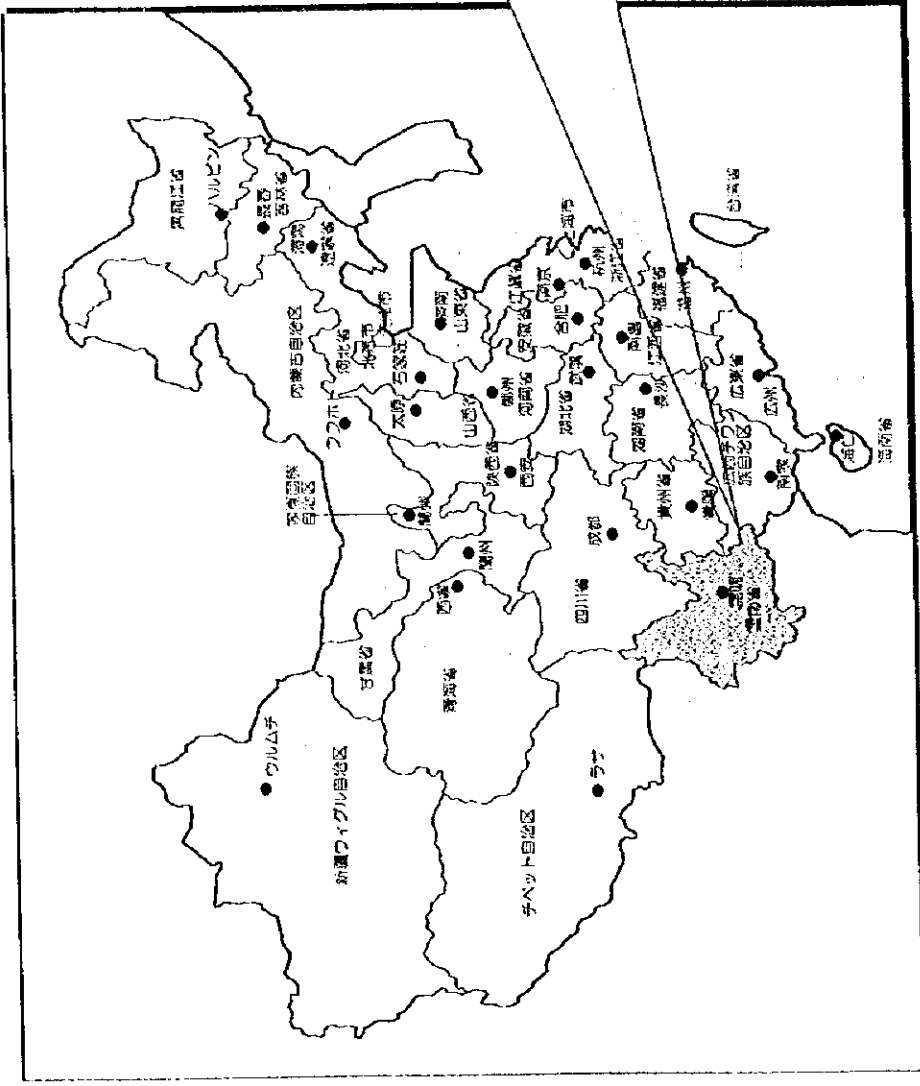 黒龍江省
ハルビン
長春
吉林省
瀋陽
遼寧省
内蒙古自治区
フフホ
河北省
北京市
天津市
石家荘
太原
山西省
済南
山東省
寧夏回族
自治区
銀川
陝西省
西安
鄭州
河南省
江蘇省
南京
上海市
安徽省
合肥
杭州
浙江省
湖北省
武漢
南昌
江西省
福建省
福州
湖南省
長沙
台湾省
甘粛省
蘭州
西寧
青海省
新疆ウィグル自治区
ウルムチ
チベット自治区
ラサ
四川省
成都
貴州省
貴陽
昆明
雲南省
広西チワン
族自治区
南寧
広東省
広州
海口
海南省